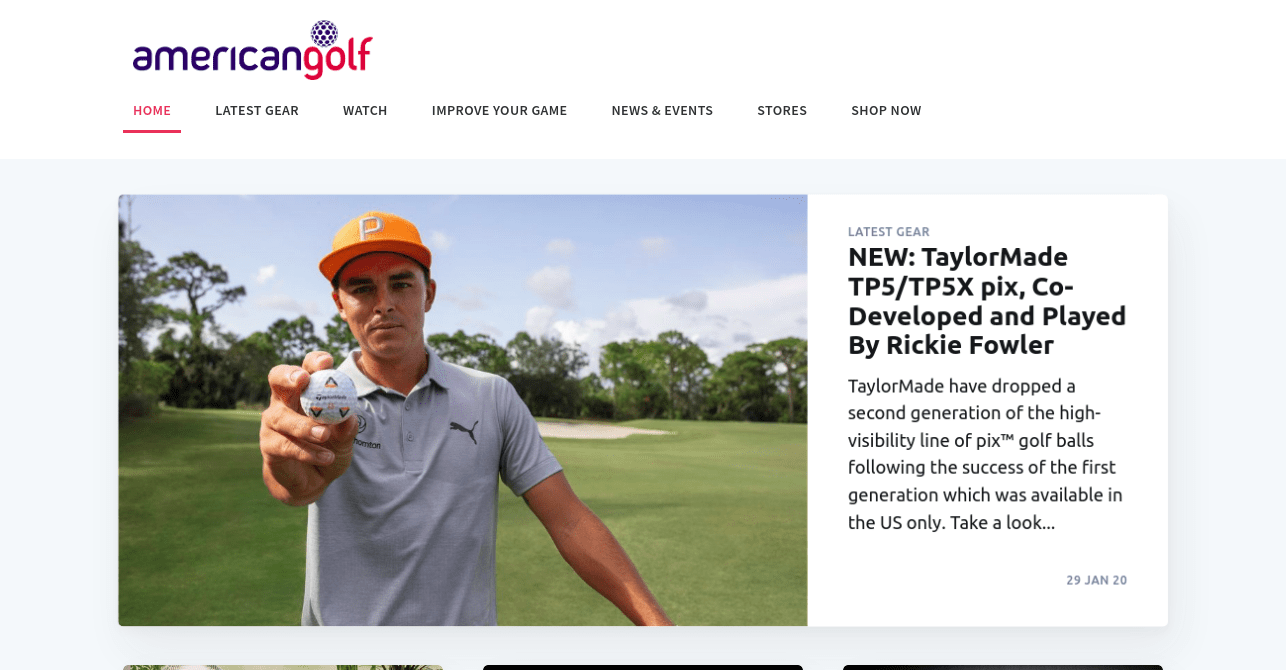 americangolf
HOME LATEST GEAR WATCH IMPROVE YOUR GAME NEWS & EVENTS STORES SHOP NOW
P
LATEST GEAR
NEW: TaylorMade
TP5/TP5X pix, Co-
Developed and Played
By Rickie Fowler
TaylorMade have dropped a
second generation of the high-
visibility line of pix™ golf balls
following the success of the first
generation which was available in
the US only. Take a look...
29 JAN 20
TaylorMade